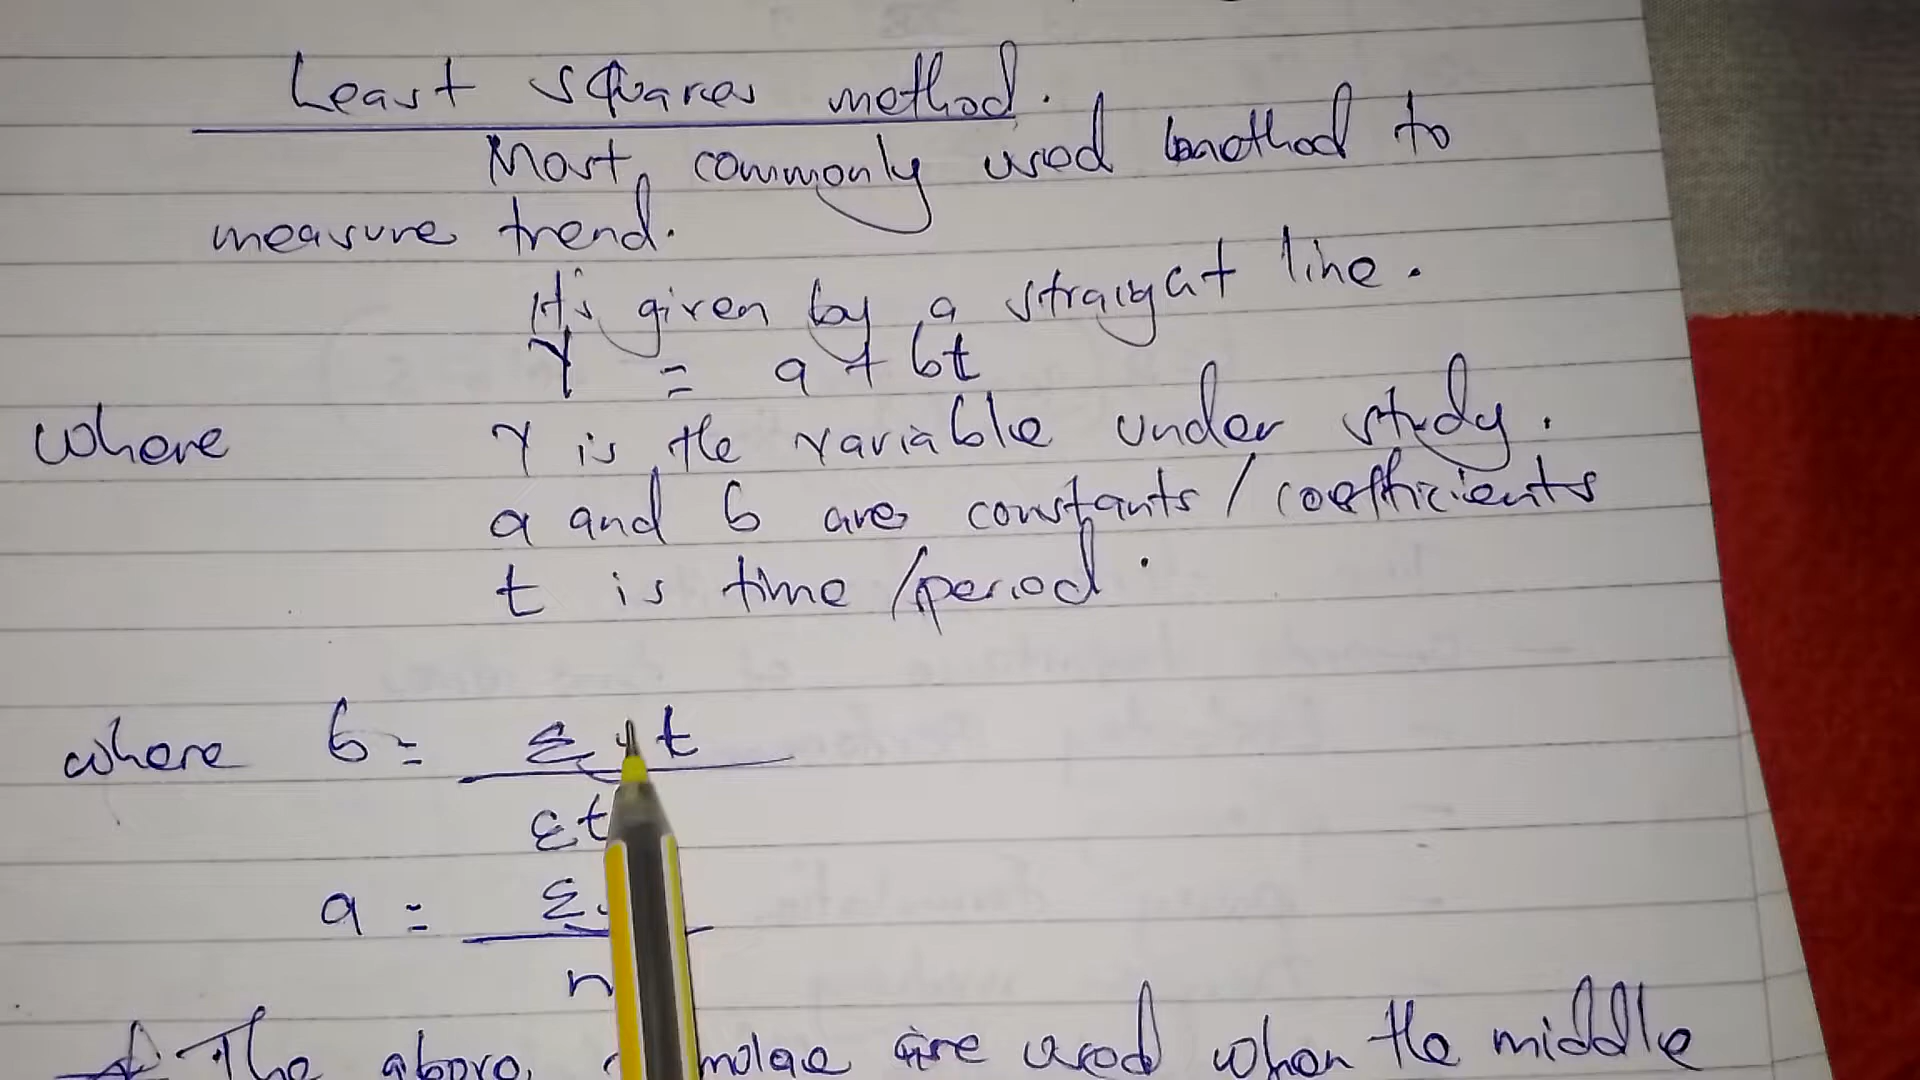 Least squares method.
Most commonly used method to
measure trend.
It's given by a straight line.
Y = a + bt
where Y is the variable under study.
a and b are constants / coefficients
t is time / period.
where b = Σyt
Σt
a = Σ
n
The above are used when the middle